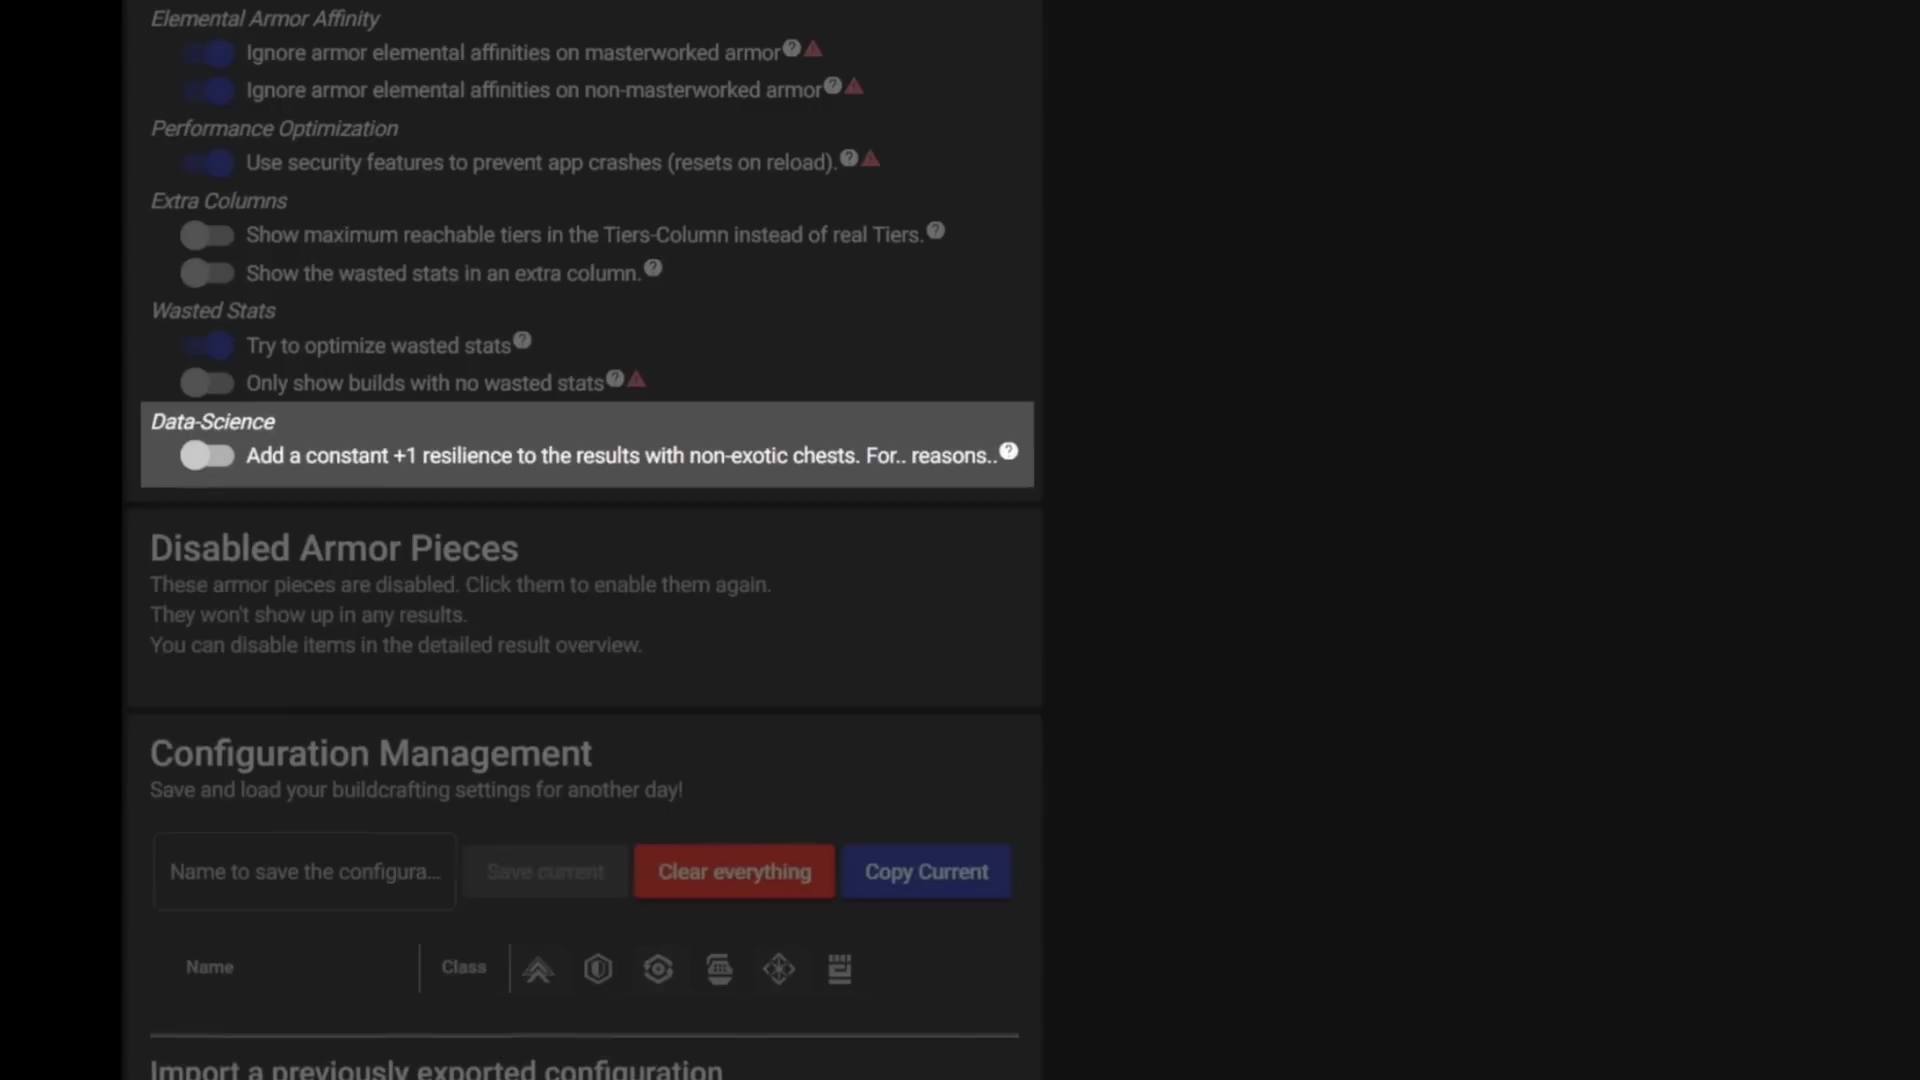 Elemental Armor Affinity
Ignore armor elemental affinities on masterworked armor
Ignore armor elemental affinities on non-masterworked armor
Performance Optimization
Use security features to prevent app crashes (resets on reload).
Extra Columns
Show maximum reachable tiers in the Tiers-Column instead of real Tiers.
Show the wasted stats in an extra column.
Wasted Stats
Try to optimize wasted stats
Only show builds with no wasted stats
Data-Science
Add a constant +1 resilience to the results with non-exotic chests. For.. reasons..
Disabled Armor Pieces
These armor pieces are disabled. Click them to enable them again.
They won't show up in any results.
You can disable items in the detailed result overview.
Configuration Management
Save and load your buildcrafting settings for another day!
Name to save the configura... Save current Clear everything Copy Current
Name Class
Import a previously exported configuration